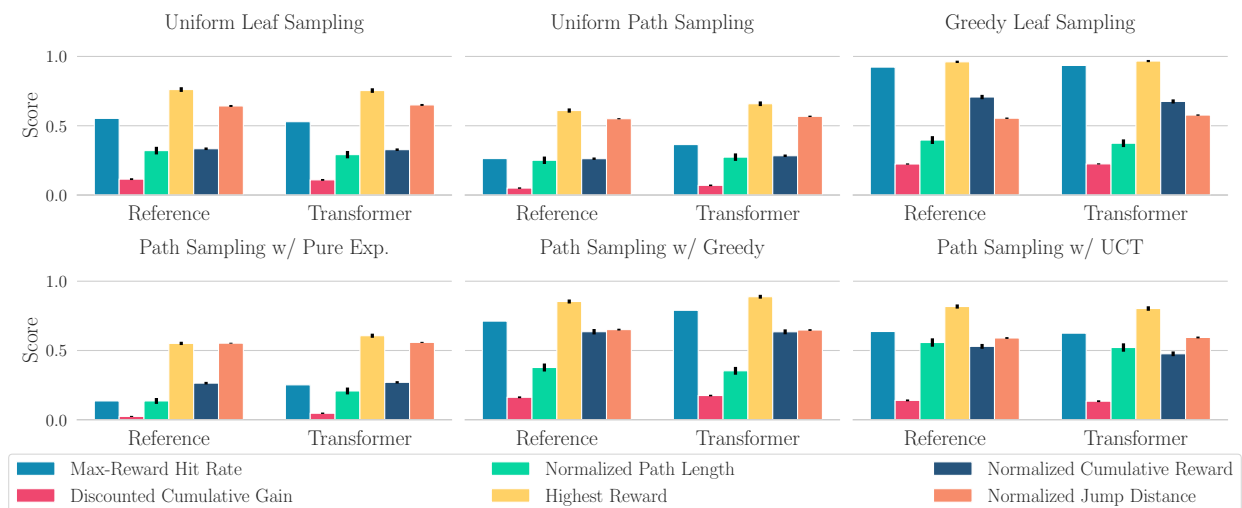 Uniform Leaf Sampling
Uniform Path Sampling
Greedy Leaf Sampling
1.0
0.5
0.0
Score
Reference
Transformer
Reference
Transformer
Reference
Transformer
Path Sampling w/ Pure Exp.
Path Sampling w/ Greedy
Path Sampling w/ UCT
1.0
0.5
0.0
Score
Reference
Transformer
Reference
Transformer
Reference
Transformer
Max-Reward Hit Rate
Discounted Cumulative Gain
Normalized Path Length
Highest Reward
Normalized Cumulative Reward
Normalized Jump Distance